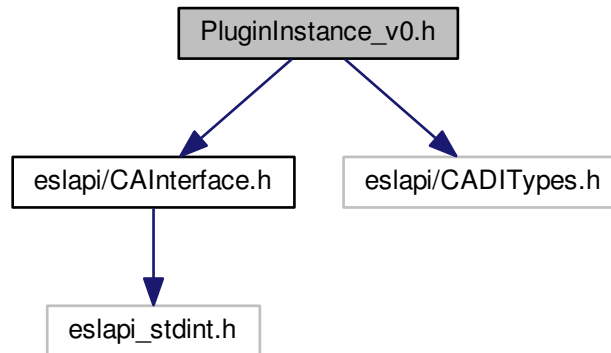 PluginInstance_v0.h
eslapi/CAInterface.h
eslapi/CADITypes.h
eslapi_stdint.h